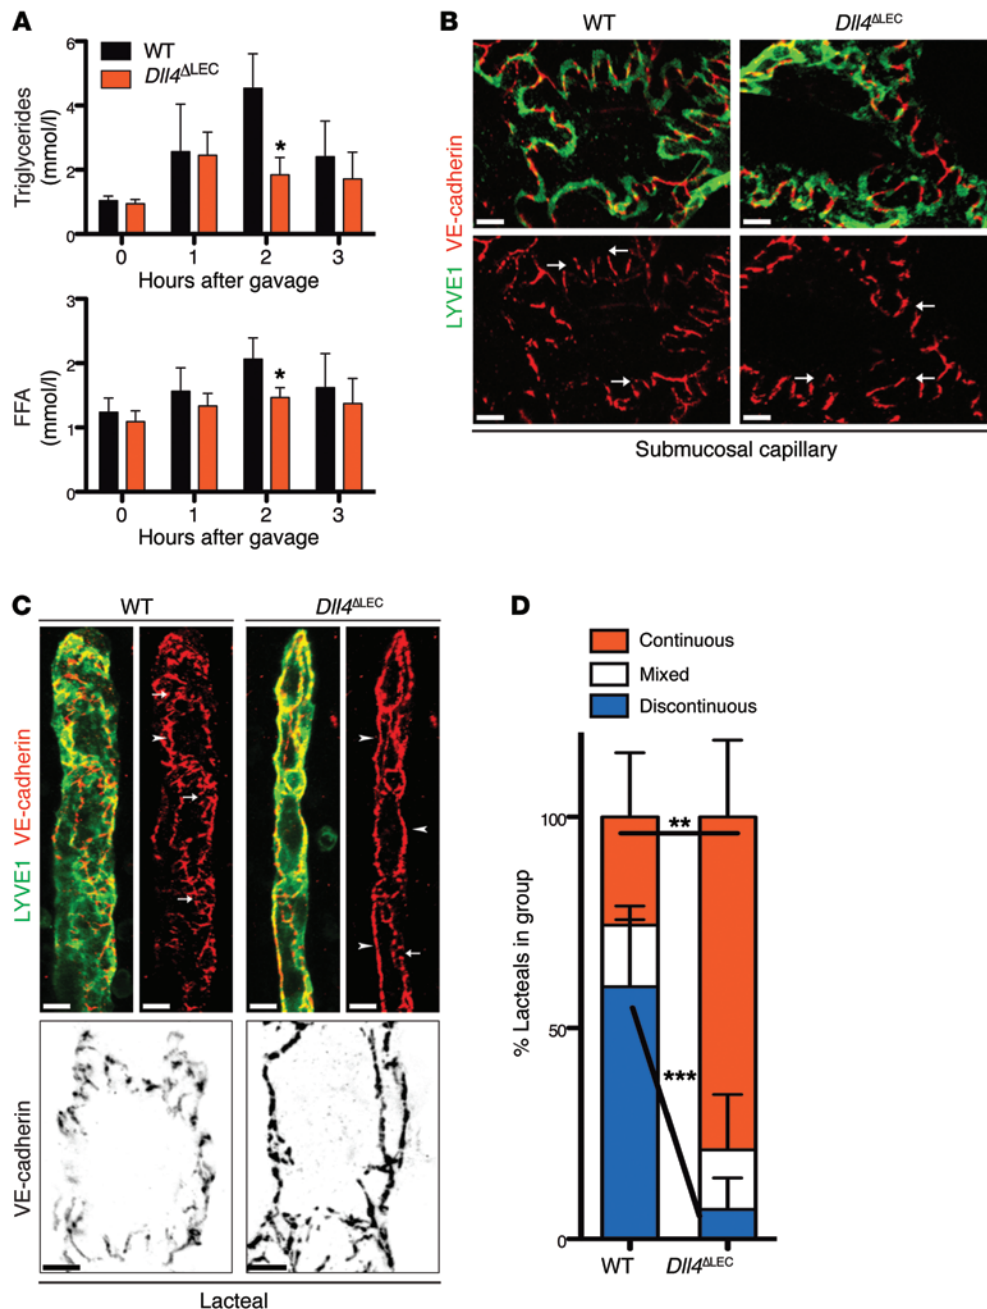 A
6
4
2
0
Triglycerides
(mmol/l)
WT
Dll4ΔLEC
*
0 1 2 3
Hours after gavage
3
2
1
0
FFA
(mmol/l)
*
0 1 2 3
Hours after gavage
B
WT Dll4ΔLEC
LYVE1 VE-cadherin
Submucosal capillary
C
WT Dll4ΔLEC
LYVE1 VE-cadherin
VE-cadherin
Lacteal
D
Continuous
Mixed
Discontinuous
% Lacteals in group
100
50
0
**
***
WT Dll4ΔLEC